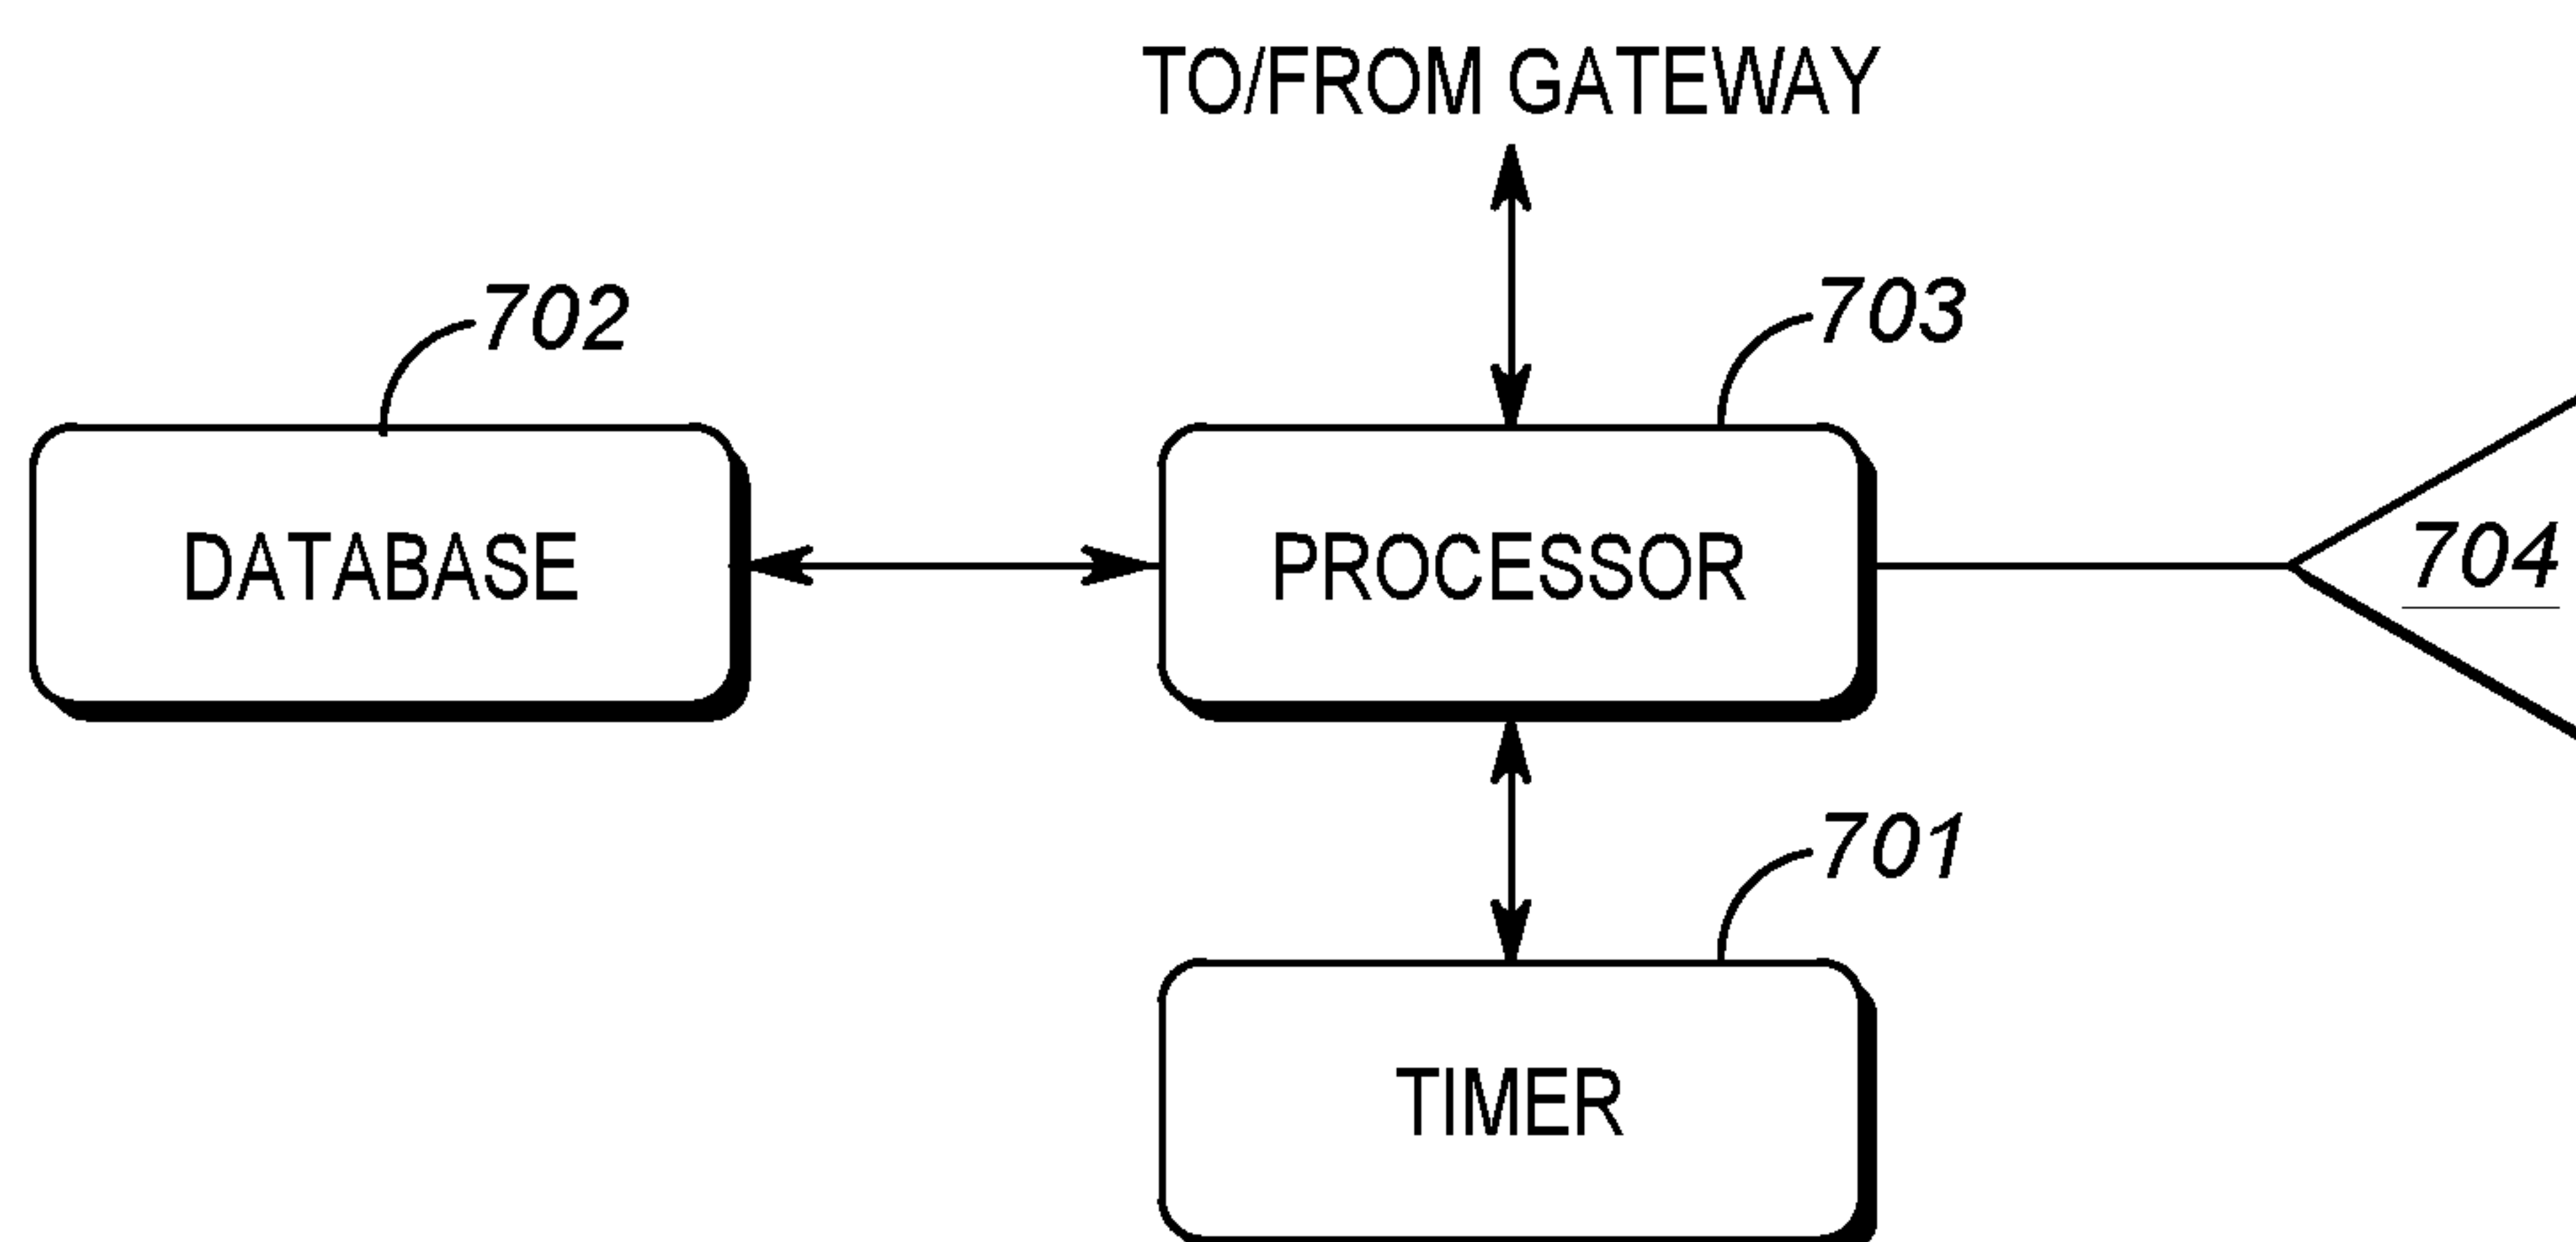 TO/FROM GATEWAY
702
703
DATABASE
PROCESSOR
704
701
TIMER